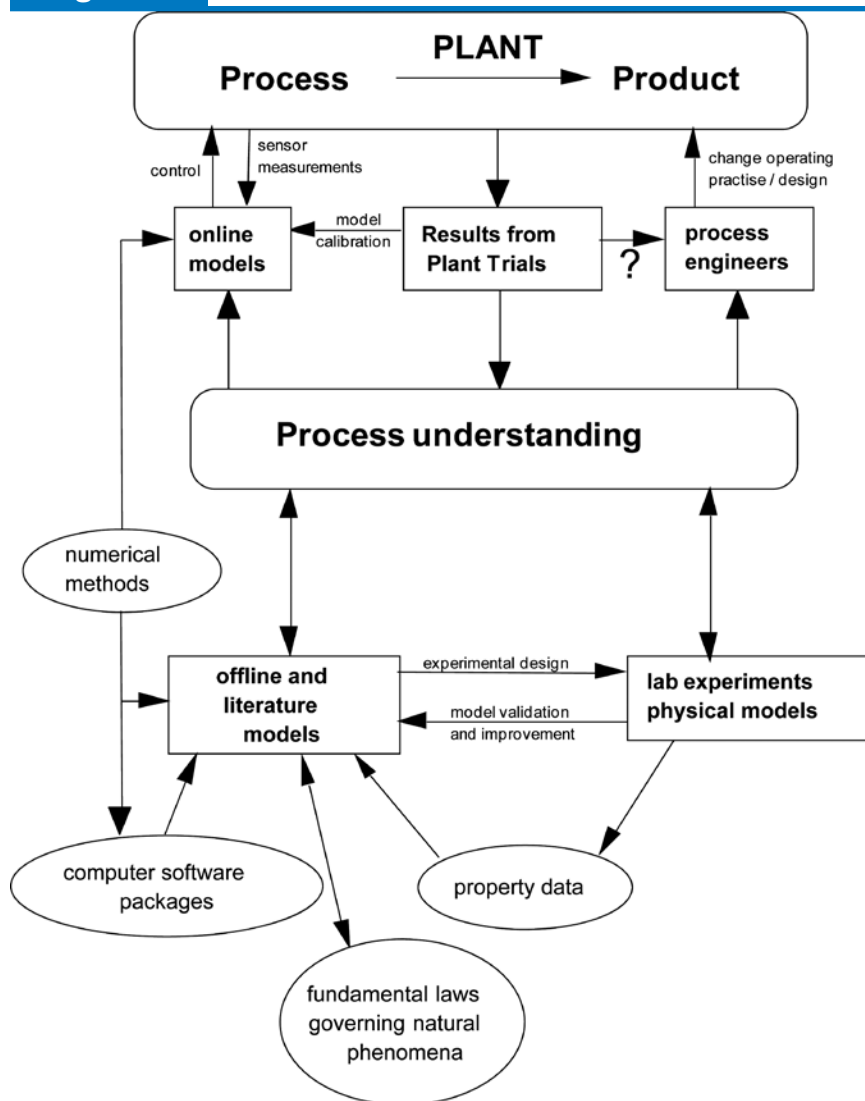 PLANT
Process
Product
control
sensor
measurements
change operating
practise / design
online
models
model
calibration
Results from
Plant Trials
?
process
engineers
Process understanding
numerical
methods
offline and
literature
models
experimental design
model validation
and improvement
lab experiments
physical models
computer software
packages
property data
fundamental laws
governing natural
phenomena